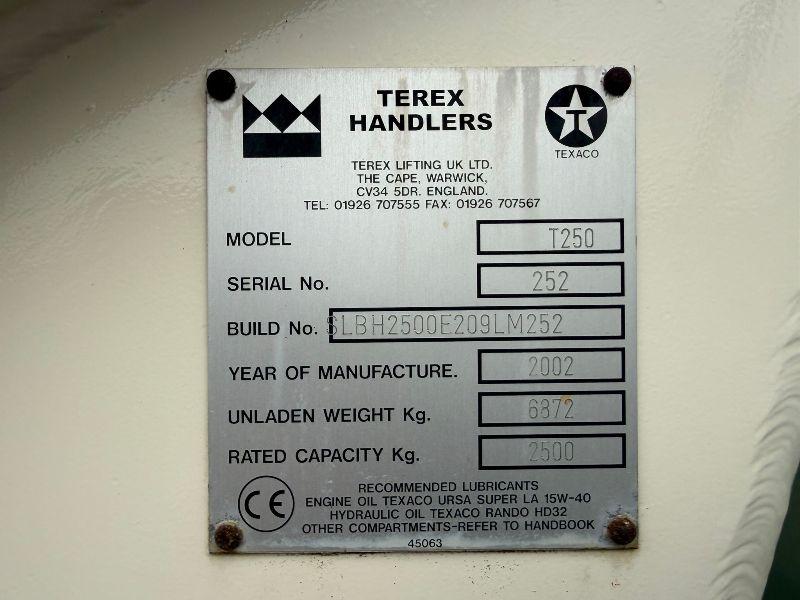 TEREX
HANDLERS
T
TEXACO
TEREX LIFTING UK LTD.
THE CAPE, WARWICK,
CV34 5DR. ENGLAND.
TEL: 01926 707555 FAX: 01926 707567
MODEL T250
SERIAL No. 252
BUILD No. SLBH2500E209LM252
YEAR OF MANUFACTURE. 2002
UNLADEN WEIGHT Kg. 6872
RATED CAPACITY Kg. 2500
CE
RECOMMENDED LUBRICANTS
ENGINE OIL TEXACO URSA SUPER LA 15W-40
HYDRAULIC OIL TEXACO RANDO HD32
OTHER COMPARTMENTS-REFER TO HANDBOOK
45063